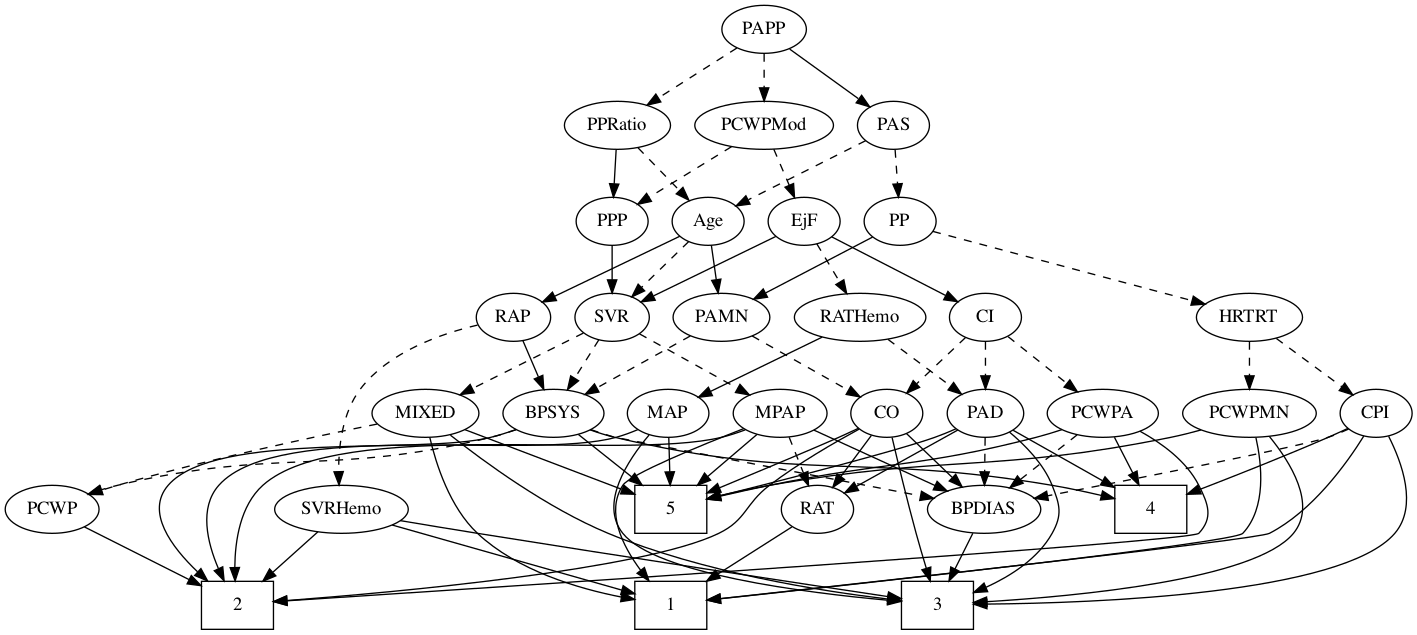 PAPP
PPRatio
PCWPMod
PAS
PPP
Age
EjF
PP
RAP
SVR
PAMN
RATHemo
CI
HRTRT
MIXED
BPSYS
MAP
MPAP
CO
PAD
PCWPA
PCWPMN
CPI
PCWP
SVRHemo
5
RAT
BPDIAS
4
2
1
3